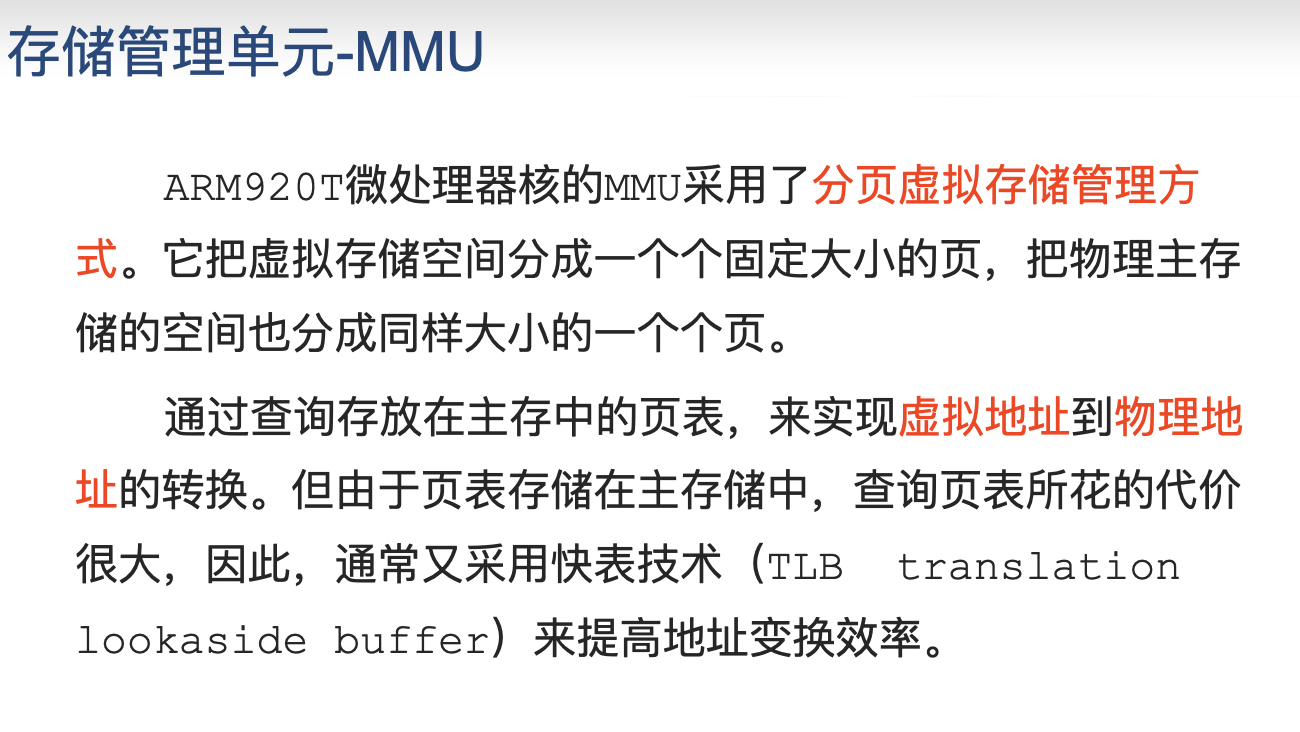 存储管理单元-MMU
ARM920T微处理器核的MMU采用了分页虚拟存储管理方
式。它把虚拟存储空间分成一个个固定大小的页，把物理主存
储的空间也分成同样大小的一个个页。
通过查询存放在主存中的页表，来实现虚拟地址到物理地
址的转换。但由于页表存储在主存储中，查询页表所花的代价
很大，因此，通常又采用快表技术（TLB  translation
lookaside buffer）来提高地址变换效率。